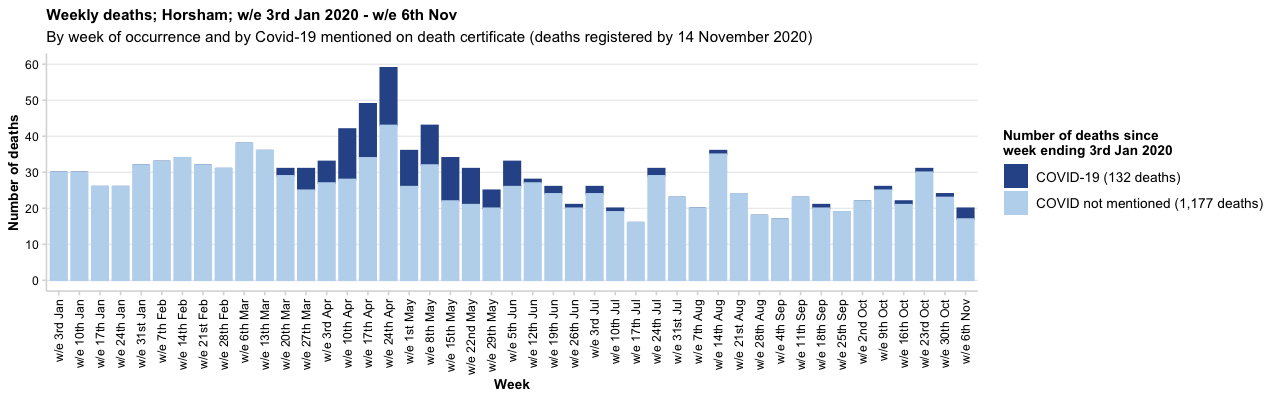 Weekly deaths; Horsham; w/e 3rd Jan 2020 - w/e 6th Nov
By week of occurrence and by Covid-19 mentioned on death certificate (deaths registered by 14 November 2020)
Number of deaths
60
50
40
30
20
10
0
w/e 3rd Jan
w/e 10th Jan
w/e 17th Jan
w/e 24th Jan
w/e 31st Jan
w/e 7th Feb
w/e 14th Feb
w/e 21st Feb
w/e 28th Feb
w/e 6th Mar
w/e 13th Mar
w/e 20th Mar
w/e 27th Mar
w/e 3rd Apr
w/e 10th Apr
w/e 17th Apr
w/e 24th Apr
w/e 1st May
w/e 8th May
w/e 15th May
w/e 22nd May
w/e 29th May
w/e 5th Jun
w/e 12th Jun
w/e 19th Jun
w/e 26th Jun
w/e 3rd Jul
w/e 10th Jul
w/e 17th Jul
w/e 24th Jul
w/e 31st Jul
w/e 7th Aug
w/e 14th Aug
w/e 21st Aug
w/e 28th Aug
w/e 4th Sep
w/e 11th Sep
w/e 18th Sep
w/e 25th Sep
w/e 2nd Oct
w/e 9th Oct
w/e 16th Oct
w/e 23rd Oct
w/e 30th Oct
w/e 6th Nov
Week
Number of deaths since
week ending 3rd Jan 2020
COVID-19 (132 deaths)
COVID not mentioned (1,177 deaths)